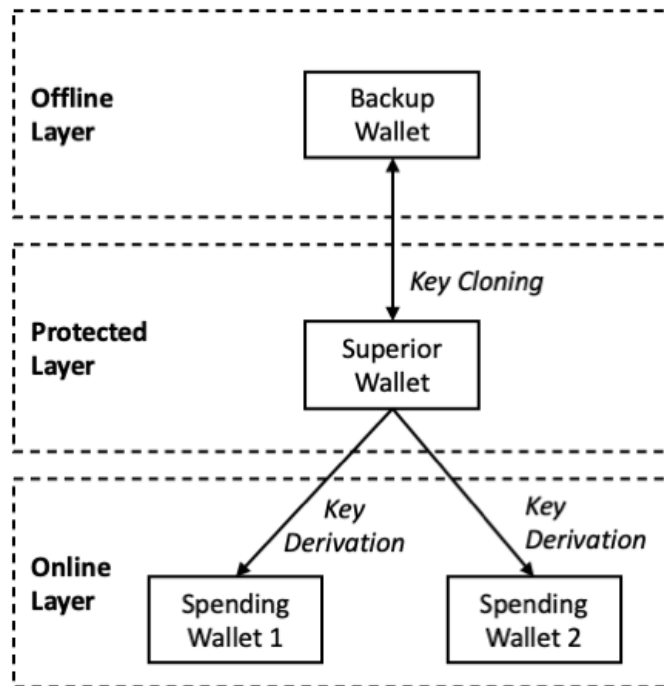 Offline
Layer
Backup
Wallet
Key Cloning
Protected
Layer
Superior
Wallet
Key
Derivation
Key
Derivation
Online
Layer
Spending
Wallet 1
Spending
Wallet 2